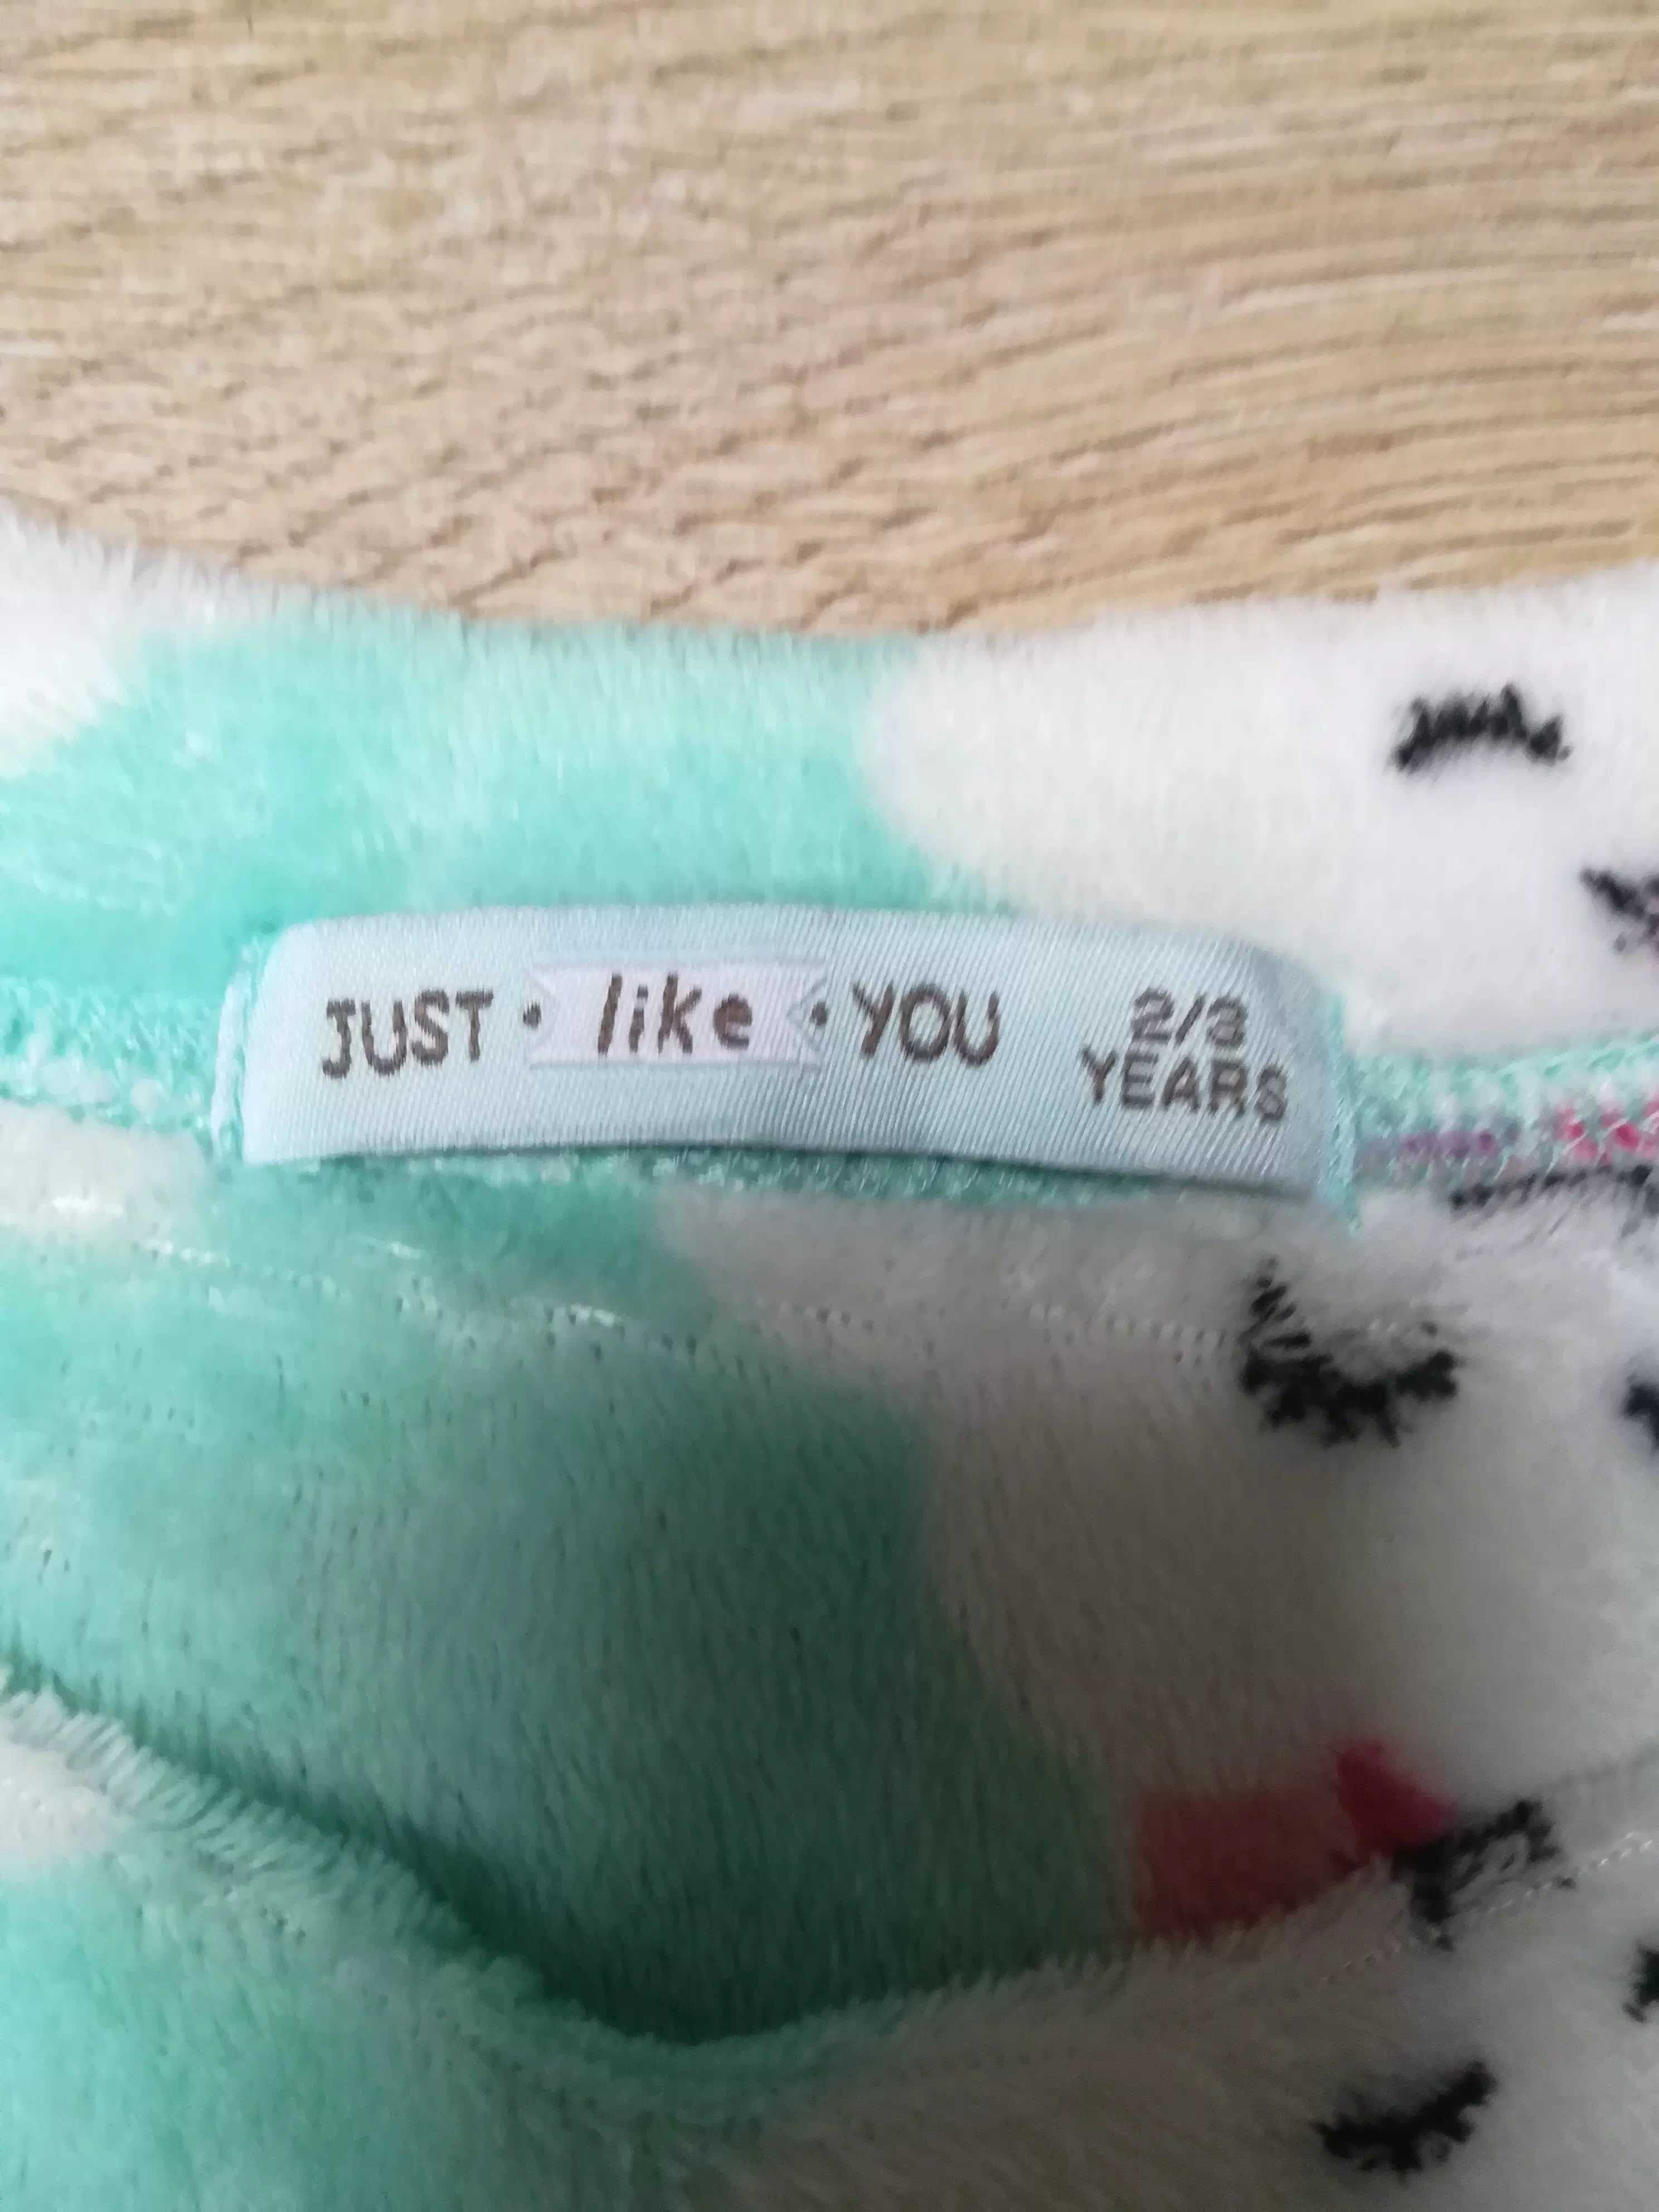 JUST • like • YOU
2/3
YEARS